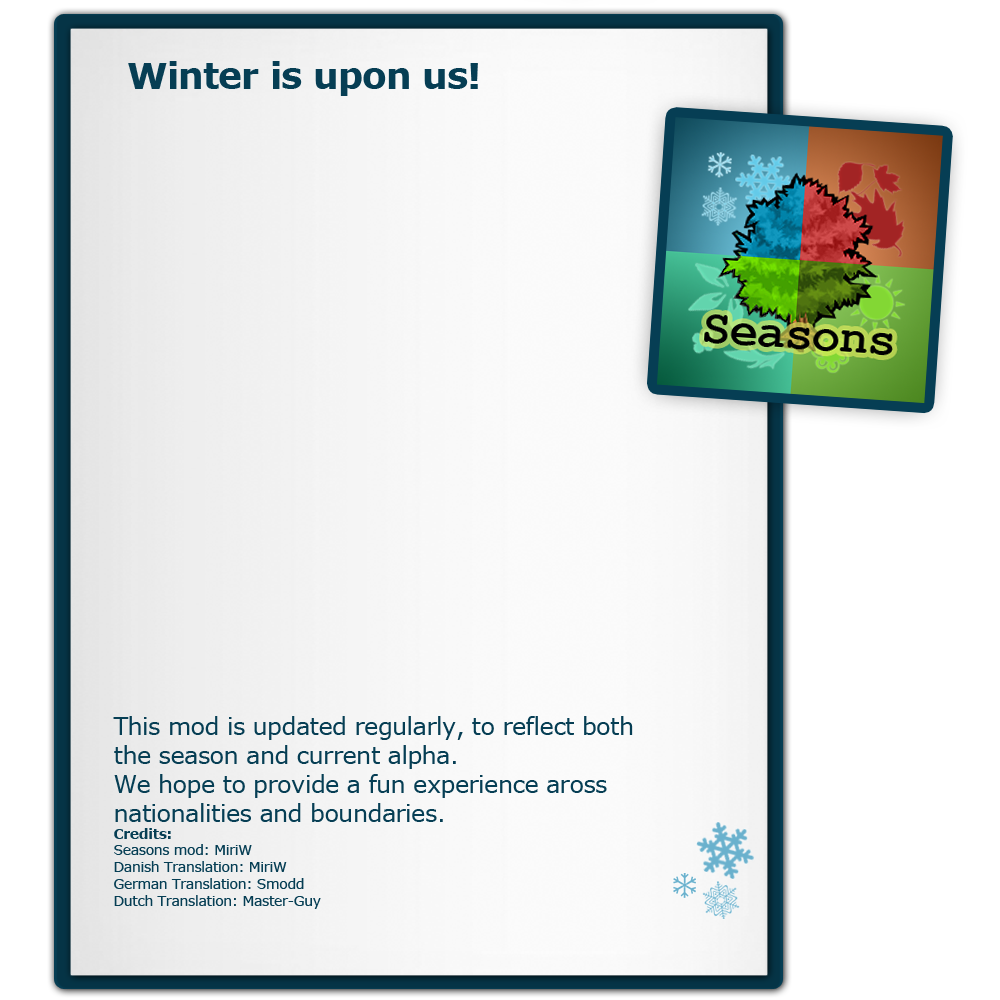 Winter is upon us!
Seasons
This mod is updated regularly, to reflect both
the season and current alpha.
We hope to provide a fun experience aross
nationalities and boundaries.
Credits:
Seasons mod: MiriW
Danish Translation: MiriW
German Translation: Smodd
Dutch Translation: Master-Guy